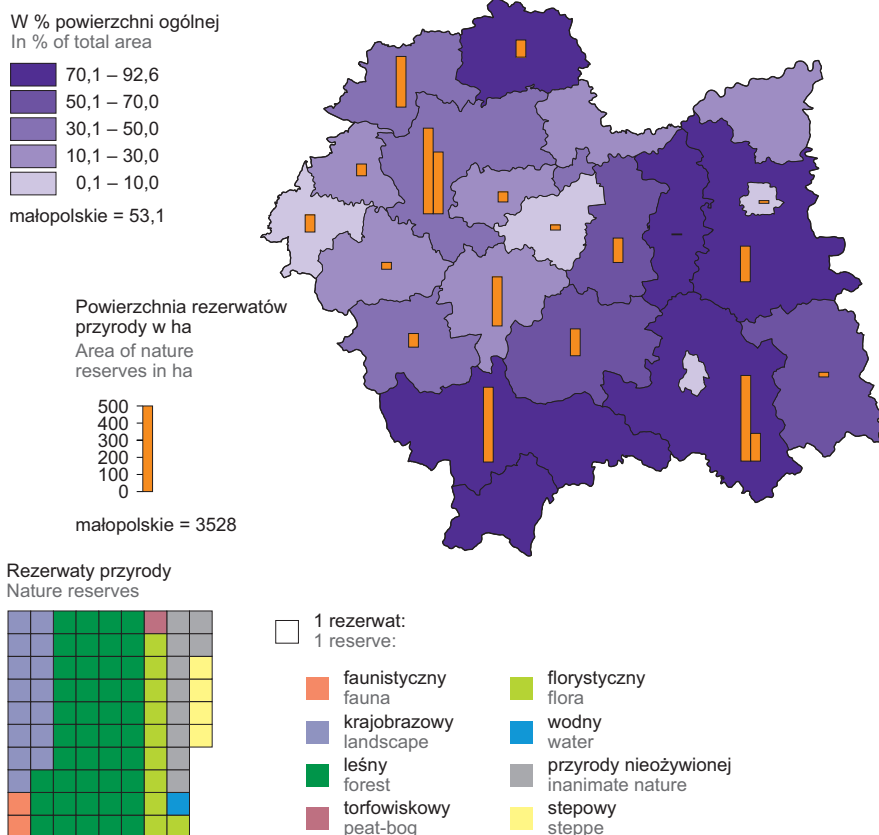 W % powierzchni ogólnej
In % of total area
70,1 – 92,6
50,1 – 70,0
30,1 – 50,0
10,1 – 30,0
0,1 – 10,0
małopolskie = 53,1
Powierzchnia rezerwatów
przyrody w ha
Area of nature
reserves in ha
500
400
300
200
100
0
małopolskie = 3528
Rezerwaty przyrody
Nature reserves
1 rezerwat:
1 reserve:
faunistyczny
fauna
krajobrazowy
landscape
leśny
forest
torfowiskowy
peat-bog
florystyczny
flora
wodny
water
przyrody nieożywionej
inanimate nature
stepowy
steppe